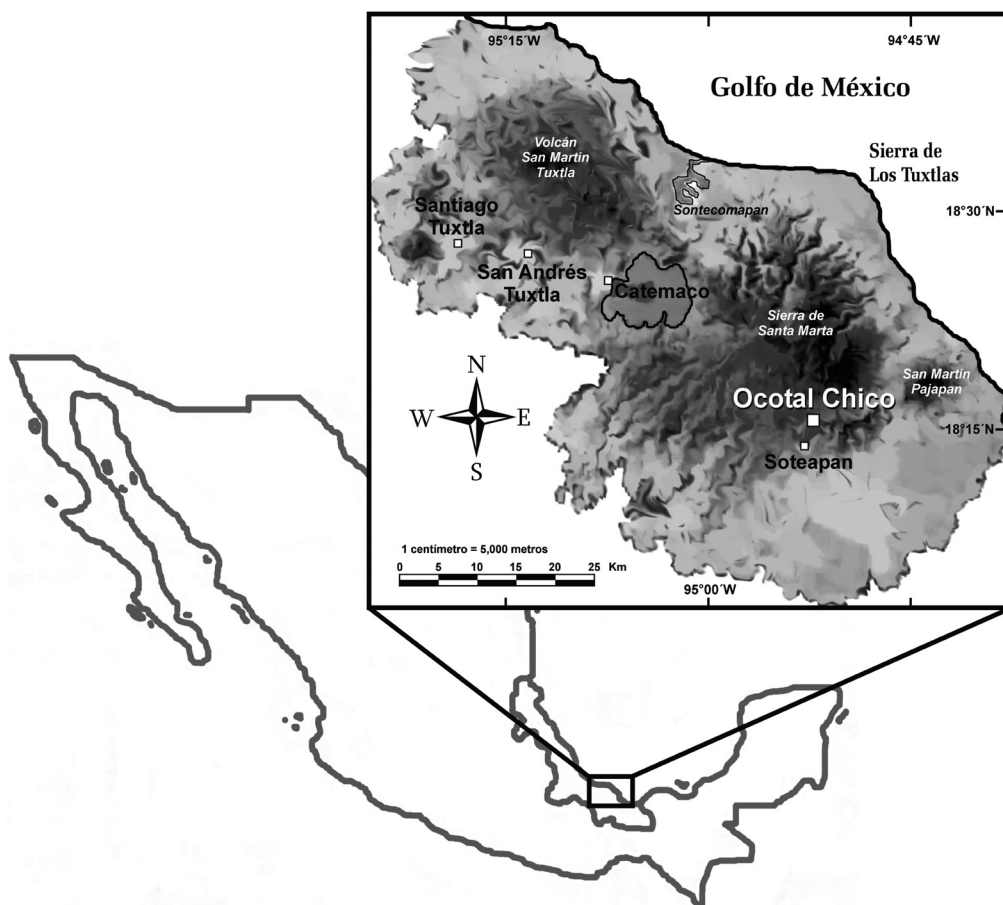 95°15´W
94°45´W
Golfo de México
Volcán
San Martín
Tuxtla
Sierra de
Los Tuxtlas
Sontecomapan
18°30´N
Santiago
Tuxtla
San Andrés
Tuxtla
Catemaco
Sierra de
Santa Marta
San Martín
Pajapan
N
W
E
S
Ocotal Chico
18°15´N
Soteapan
1 centímetro = 5,000 metros
0 5 10 15 20 25 Km
95°00´W